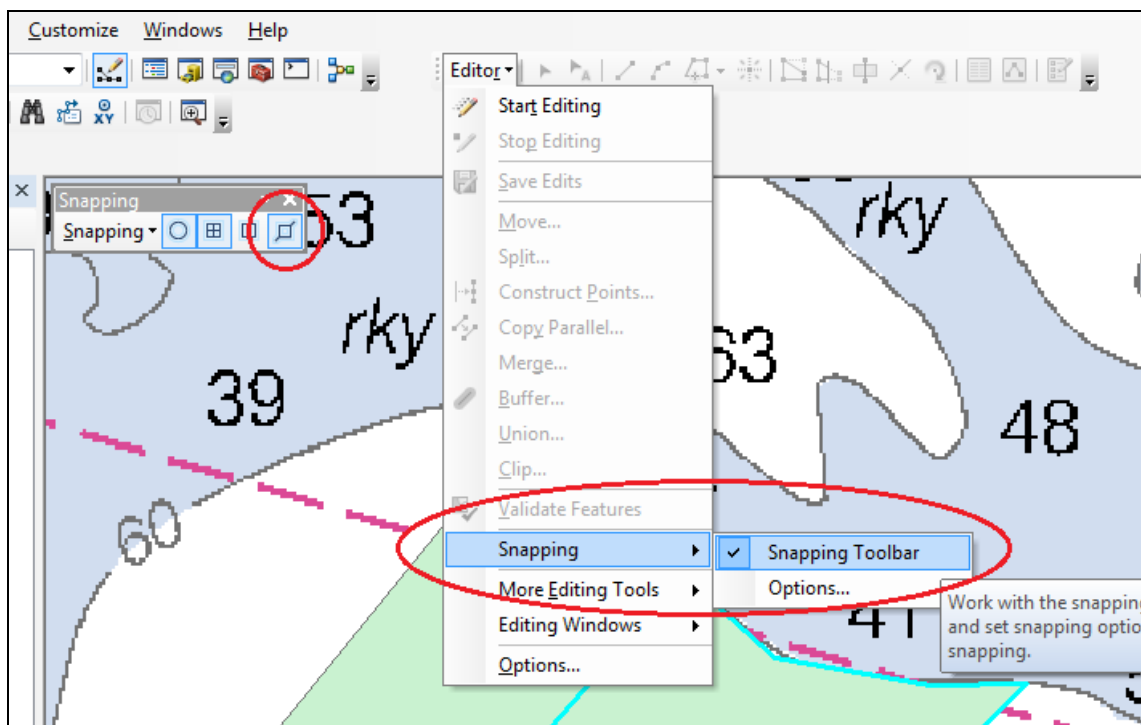 Customize Windows Help
Editor
XY
Start Editing
Stop Editing
Snapping
53
rky
Save Edits
Snapping
Move...
Split...
Construct Points...
rky
Copy Parallel...
63
Merge...
39
Buffer...
48
Union...
Clip...
60
Validate Features
Snapping
Snapping Toolbar
More Editing Tools
Options...
Work with the snapping
41
Editing Windows
and set snapping optio
snapping.
Options...